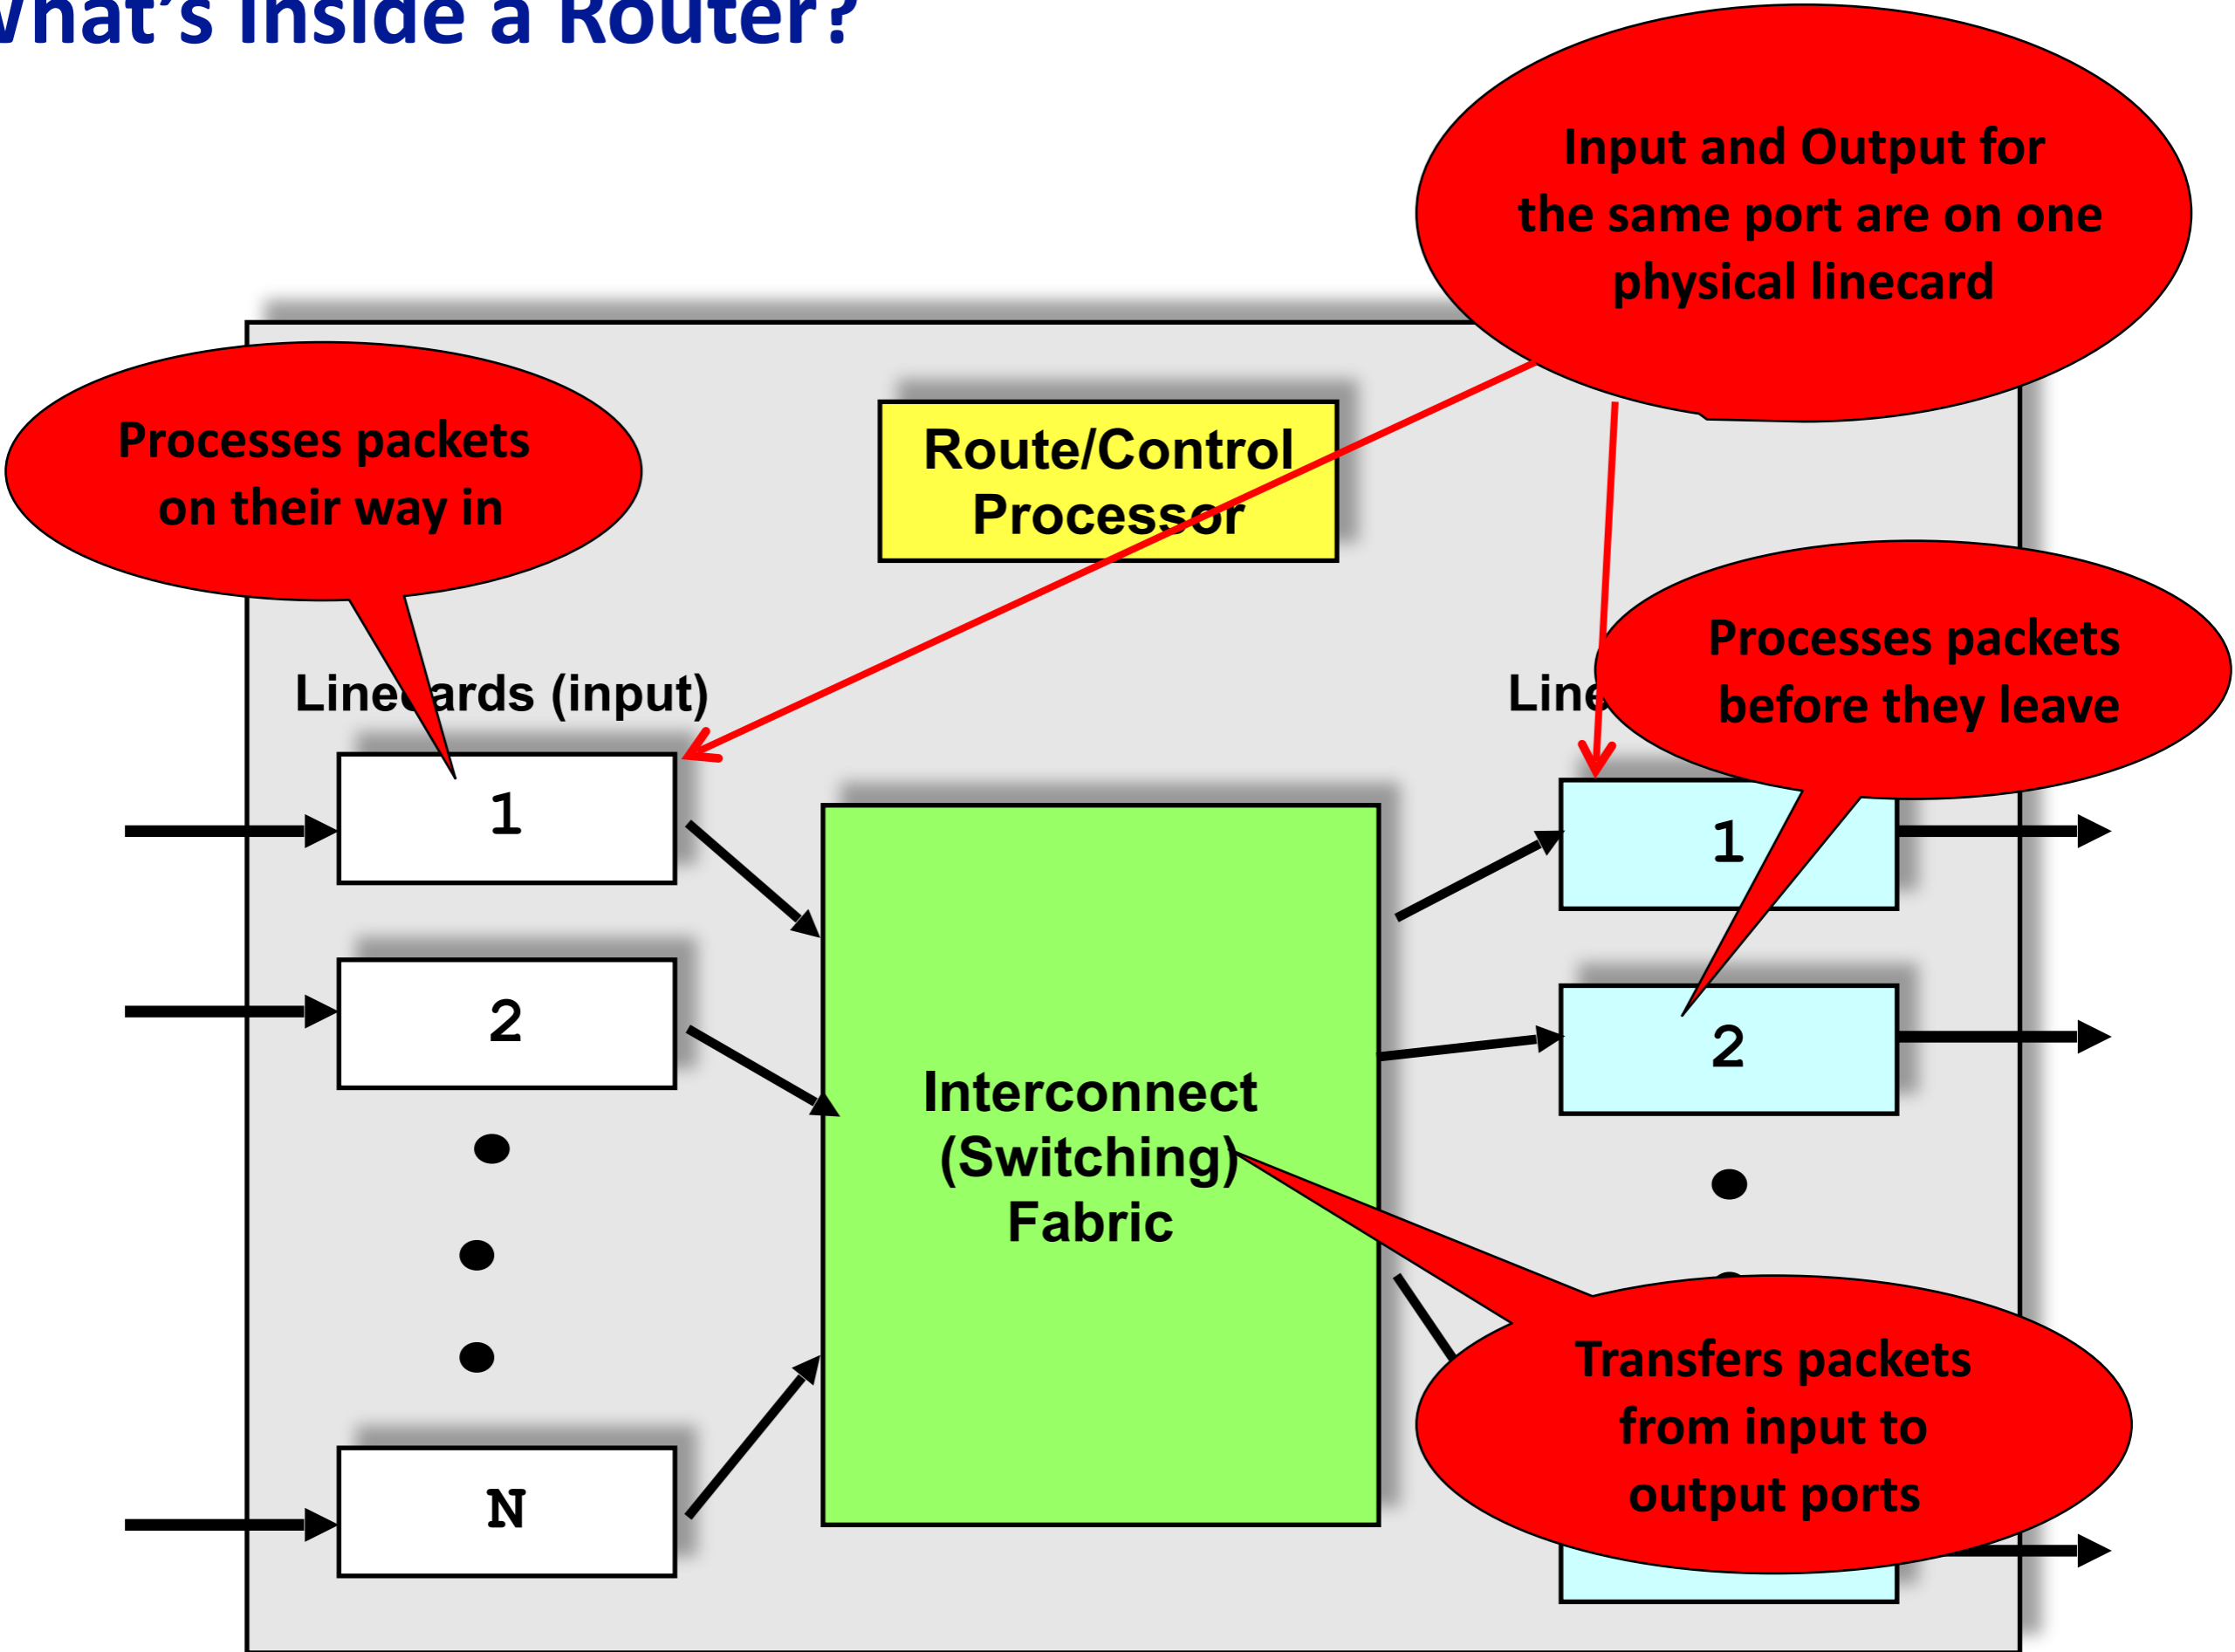 What's Inside a Router?
Input and Output for
the same port are on one
physical linecard
Processes packets
on their way in
Route/Control
Processor
Processes packets
before they leave
Linecards (input)
1
1
2
2
Interconnect
(Switching)
Fabric
Transfers packets
from input to
output ports
N